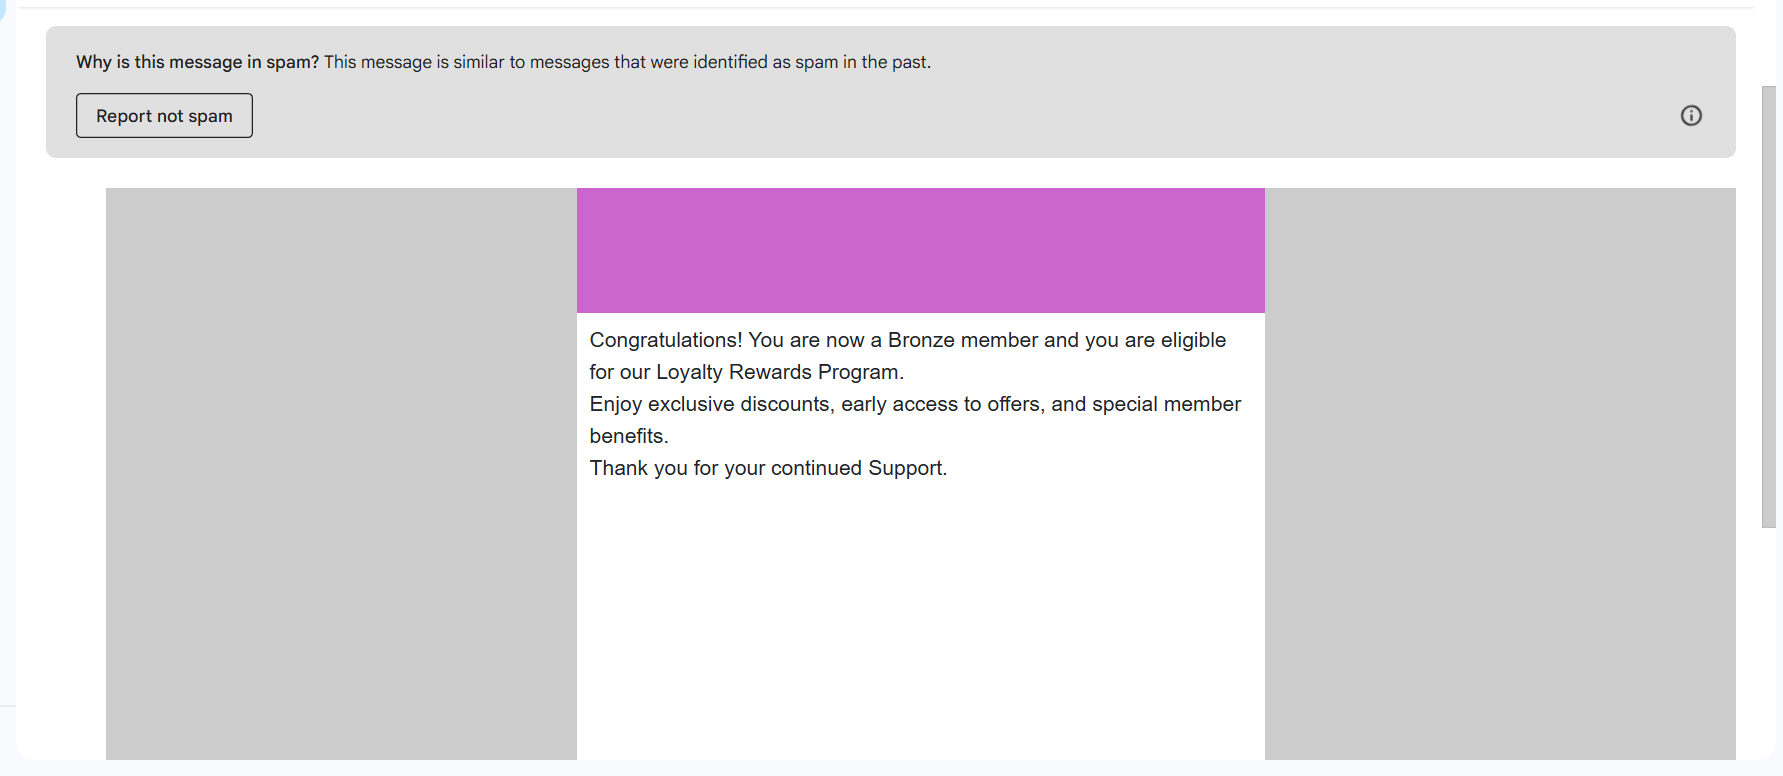 Why is this message in spam? This message is similar to messages that were identified as spam in the past.
Report not spam
Congratulations! You are now a Bronze member and you are eligible
for our Loyalty Rewards Program.
Enjoy exclusive discounts, early access to offers, and special member
benefits.
Thank you for your continued Support.